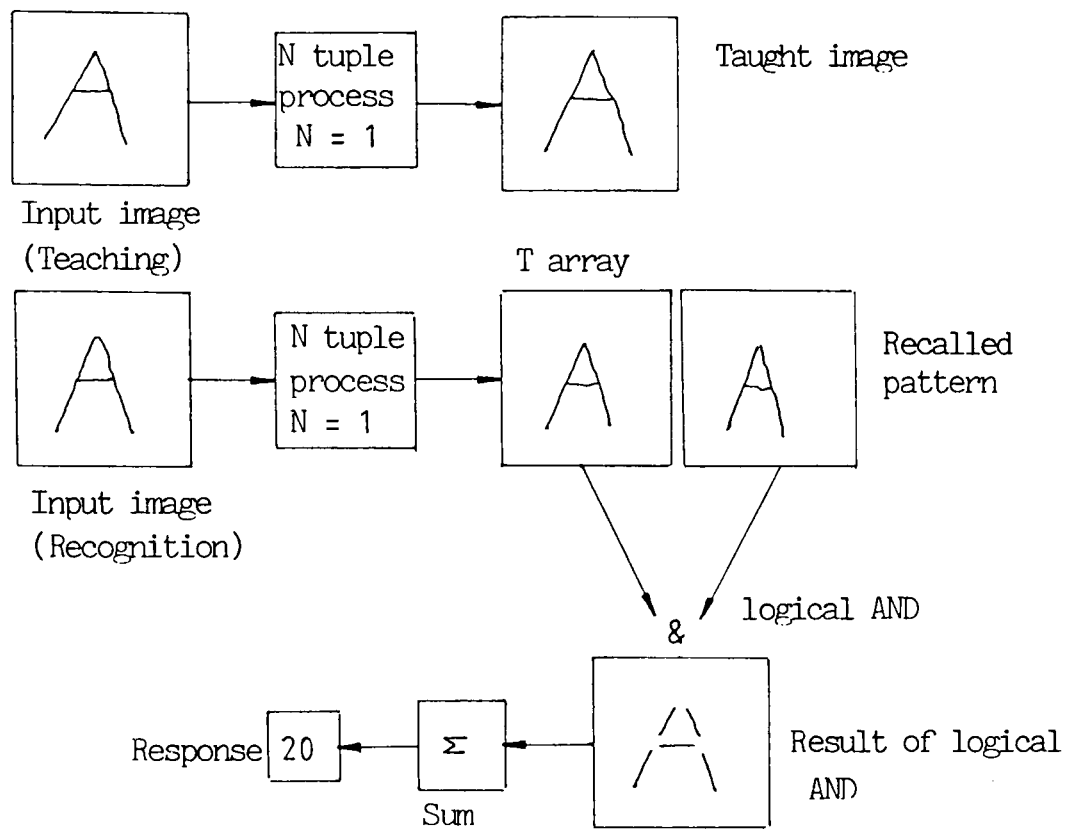 N tuple
process
N = 1
Taught image
Input image
(Teaching)
T array
N tuple
process
N = 1
Recalled
pattern
Input image
(Recognition)
&
logical AND
Response
20
Σ
Sum
Result of logical
AND